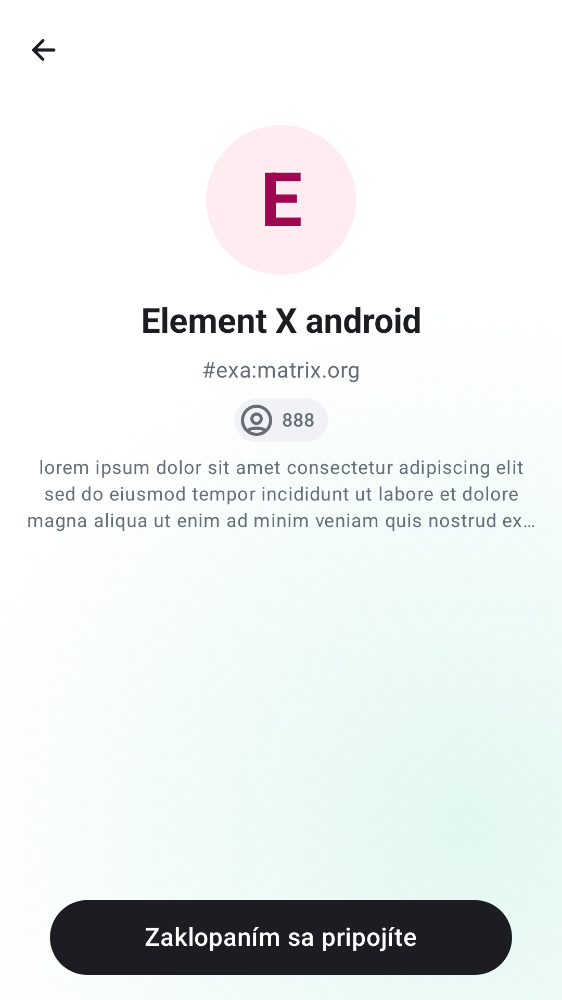 E
Element X android
#exa:matrix.org
888
lorem ipsum dolor sit amet consectetur adipiscing elit
sed do eiusmod tempor incididunt ut labore et dolore
magna aliqua ut enim ad minim veniam quis nostrud ex…
Zaklopaním sa pripojíte